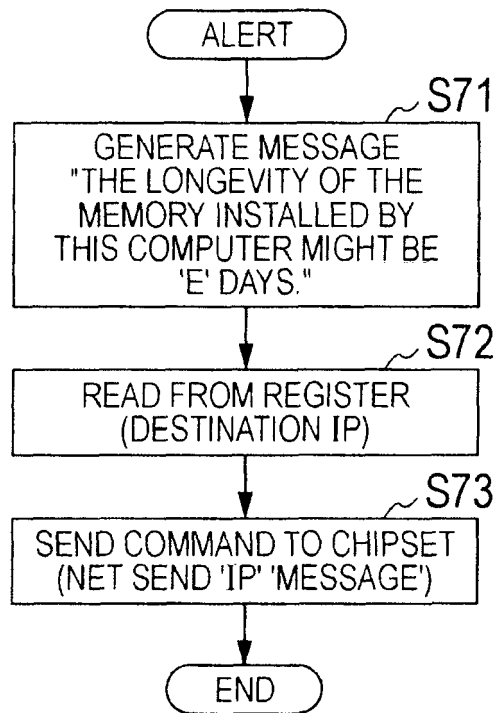 ALERT
S71
GENERATE MESSAGE
"THE LONGEVITY OF THE
MEMORY INSTALLED BY
THIS COMPUTER MIGHT BE
'E' DAYS."
S72
READ FROM REGISTER
(DESTINATION IP)
S73
SEND COMMAND TO CHIPSET
(NET SEND 'IP' 'MESSAGE')
END